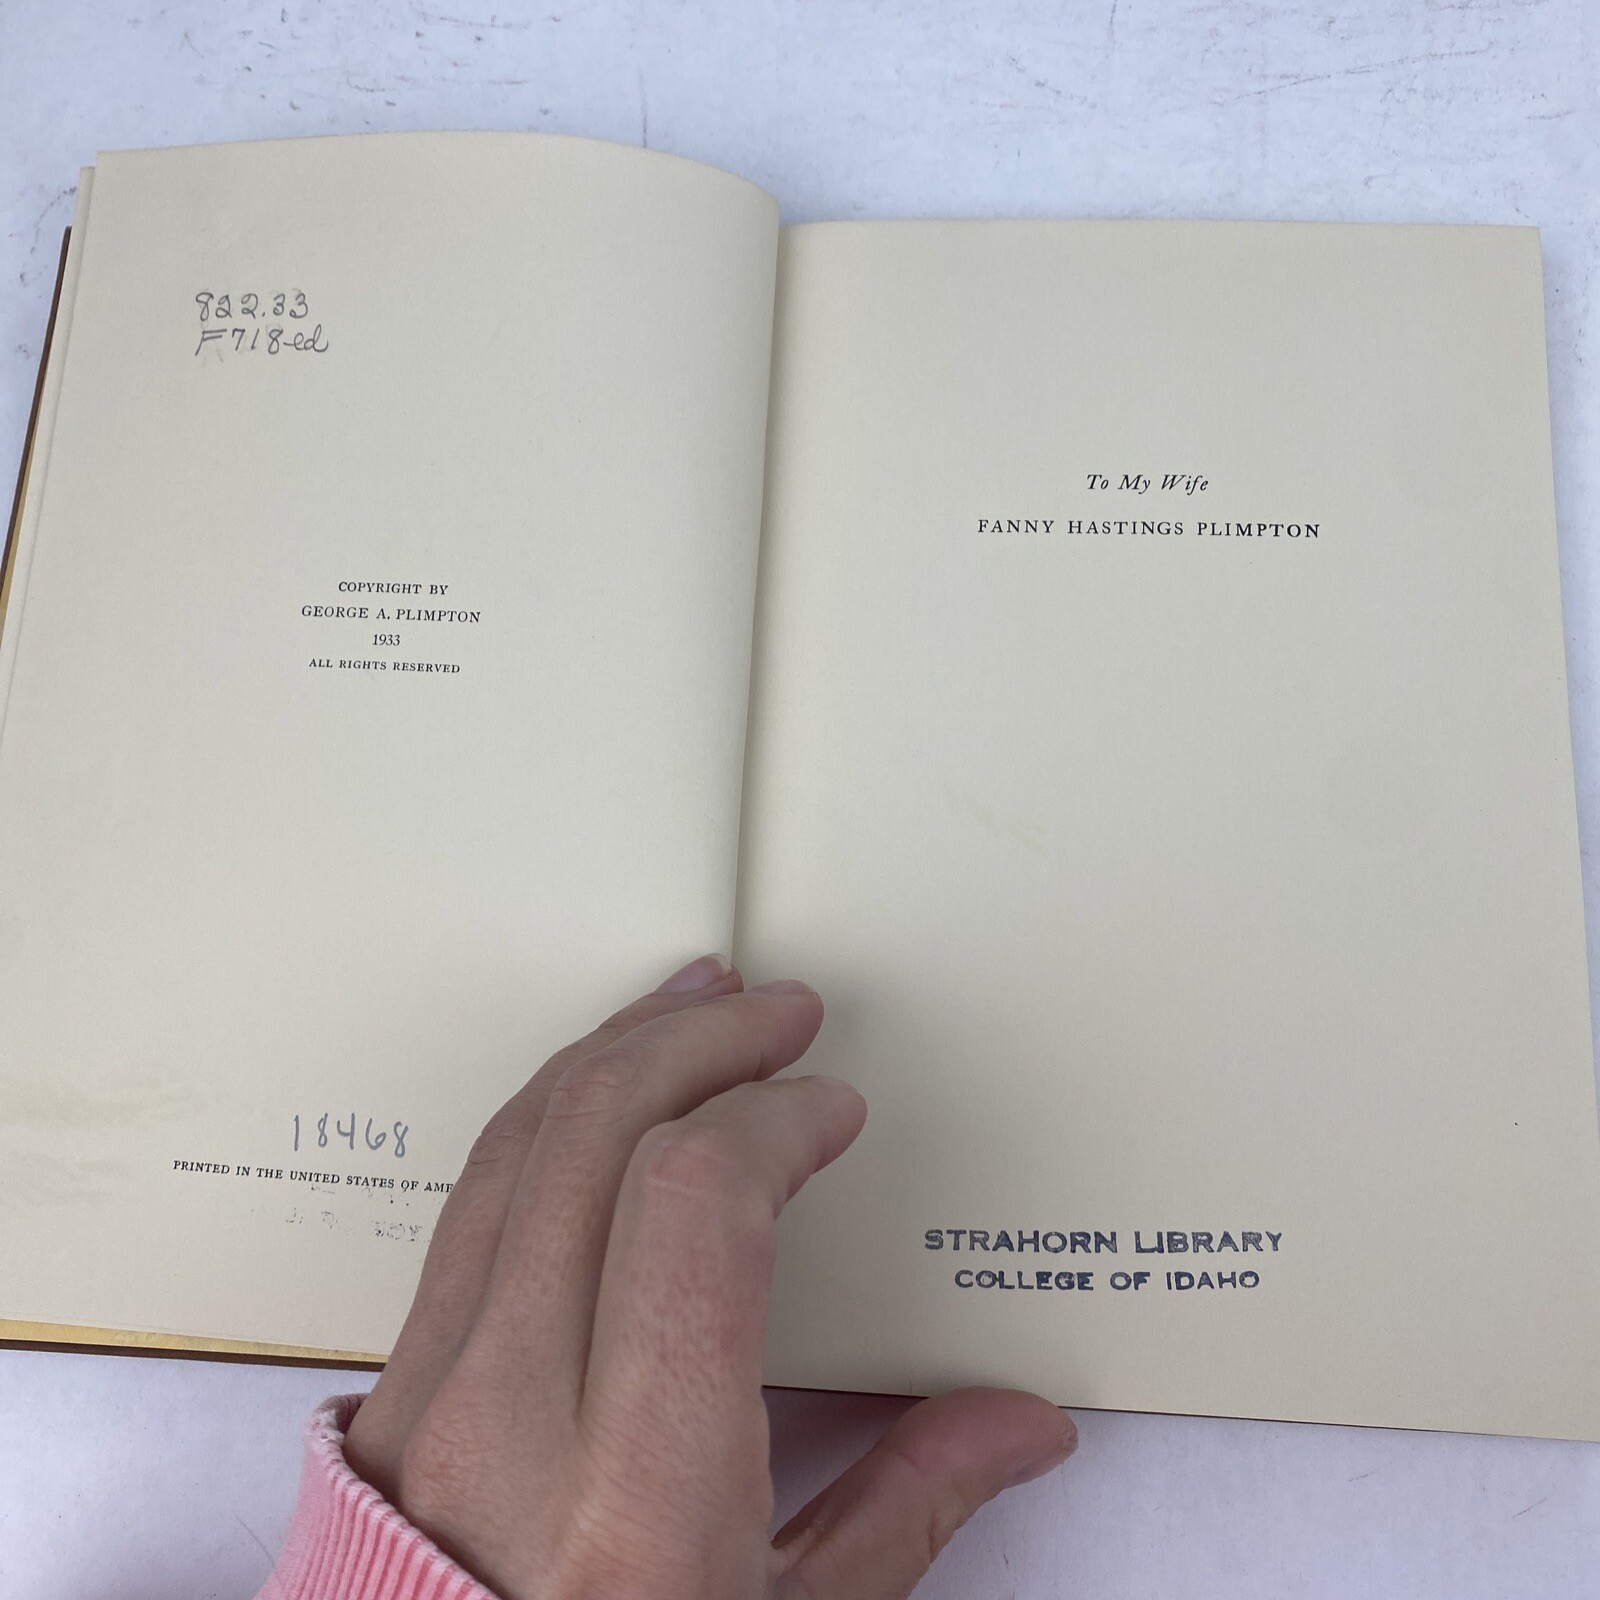 822.33
F718-ed
COPYRIGHT BY
GEORGE A. PLIMPTON
1933
ALL RIGHTS RESERVED
18468
PRINTED IN THE UNITED STATES OF AME
To My Wife
FANNY HASTINGS PLIMPTON
STRAHORN LIBRARY
COLLEGE OF IDAHO